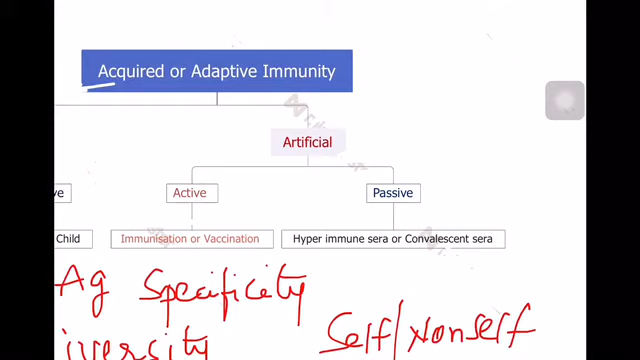 Acquired or Adaptive Immunity
Artificial
ve Active Passive
Child Immunisation or Vaccination Hyper immune sera or Convalescent sera
Ag Specificity
iversity Self/Nonself